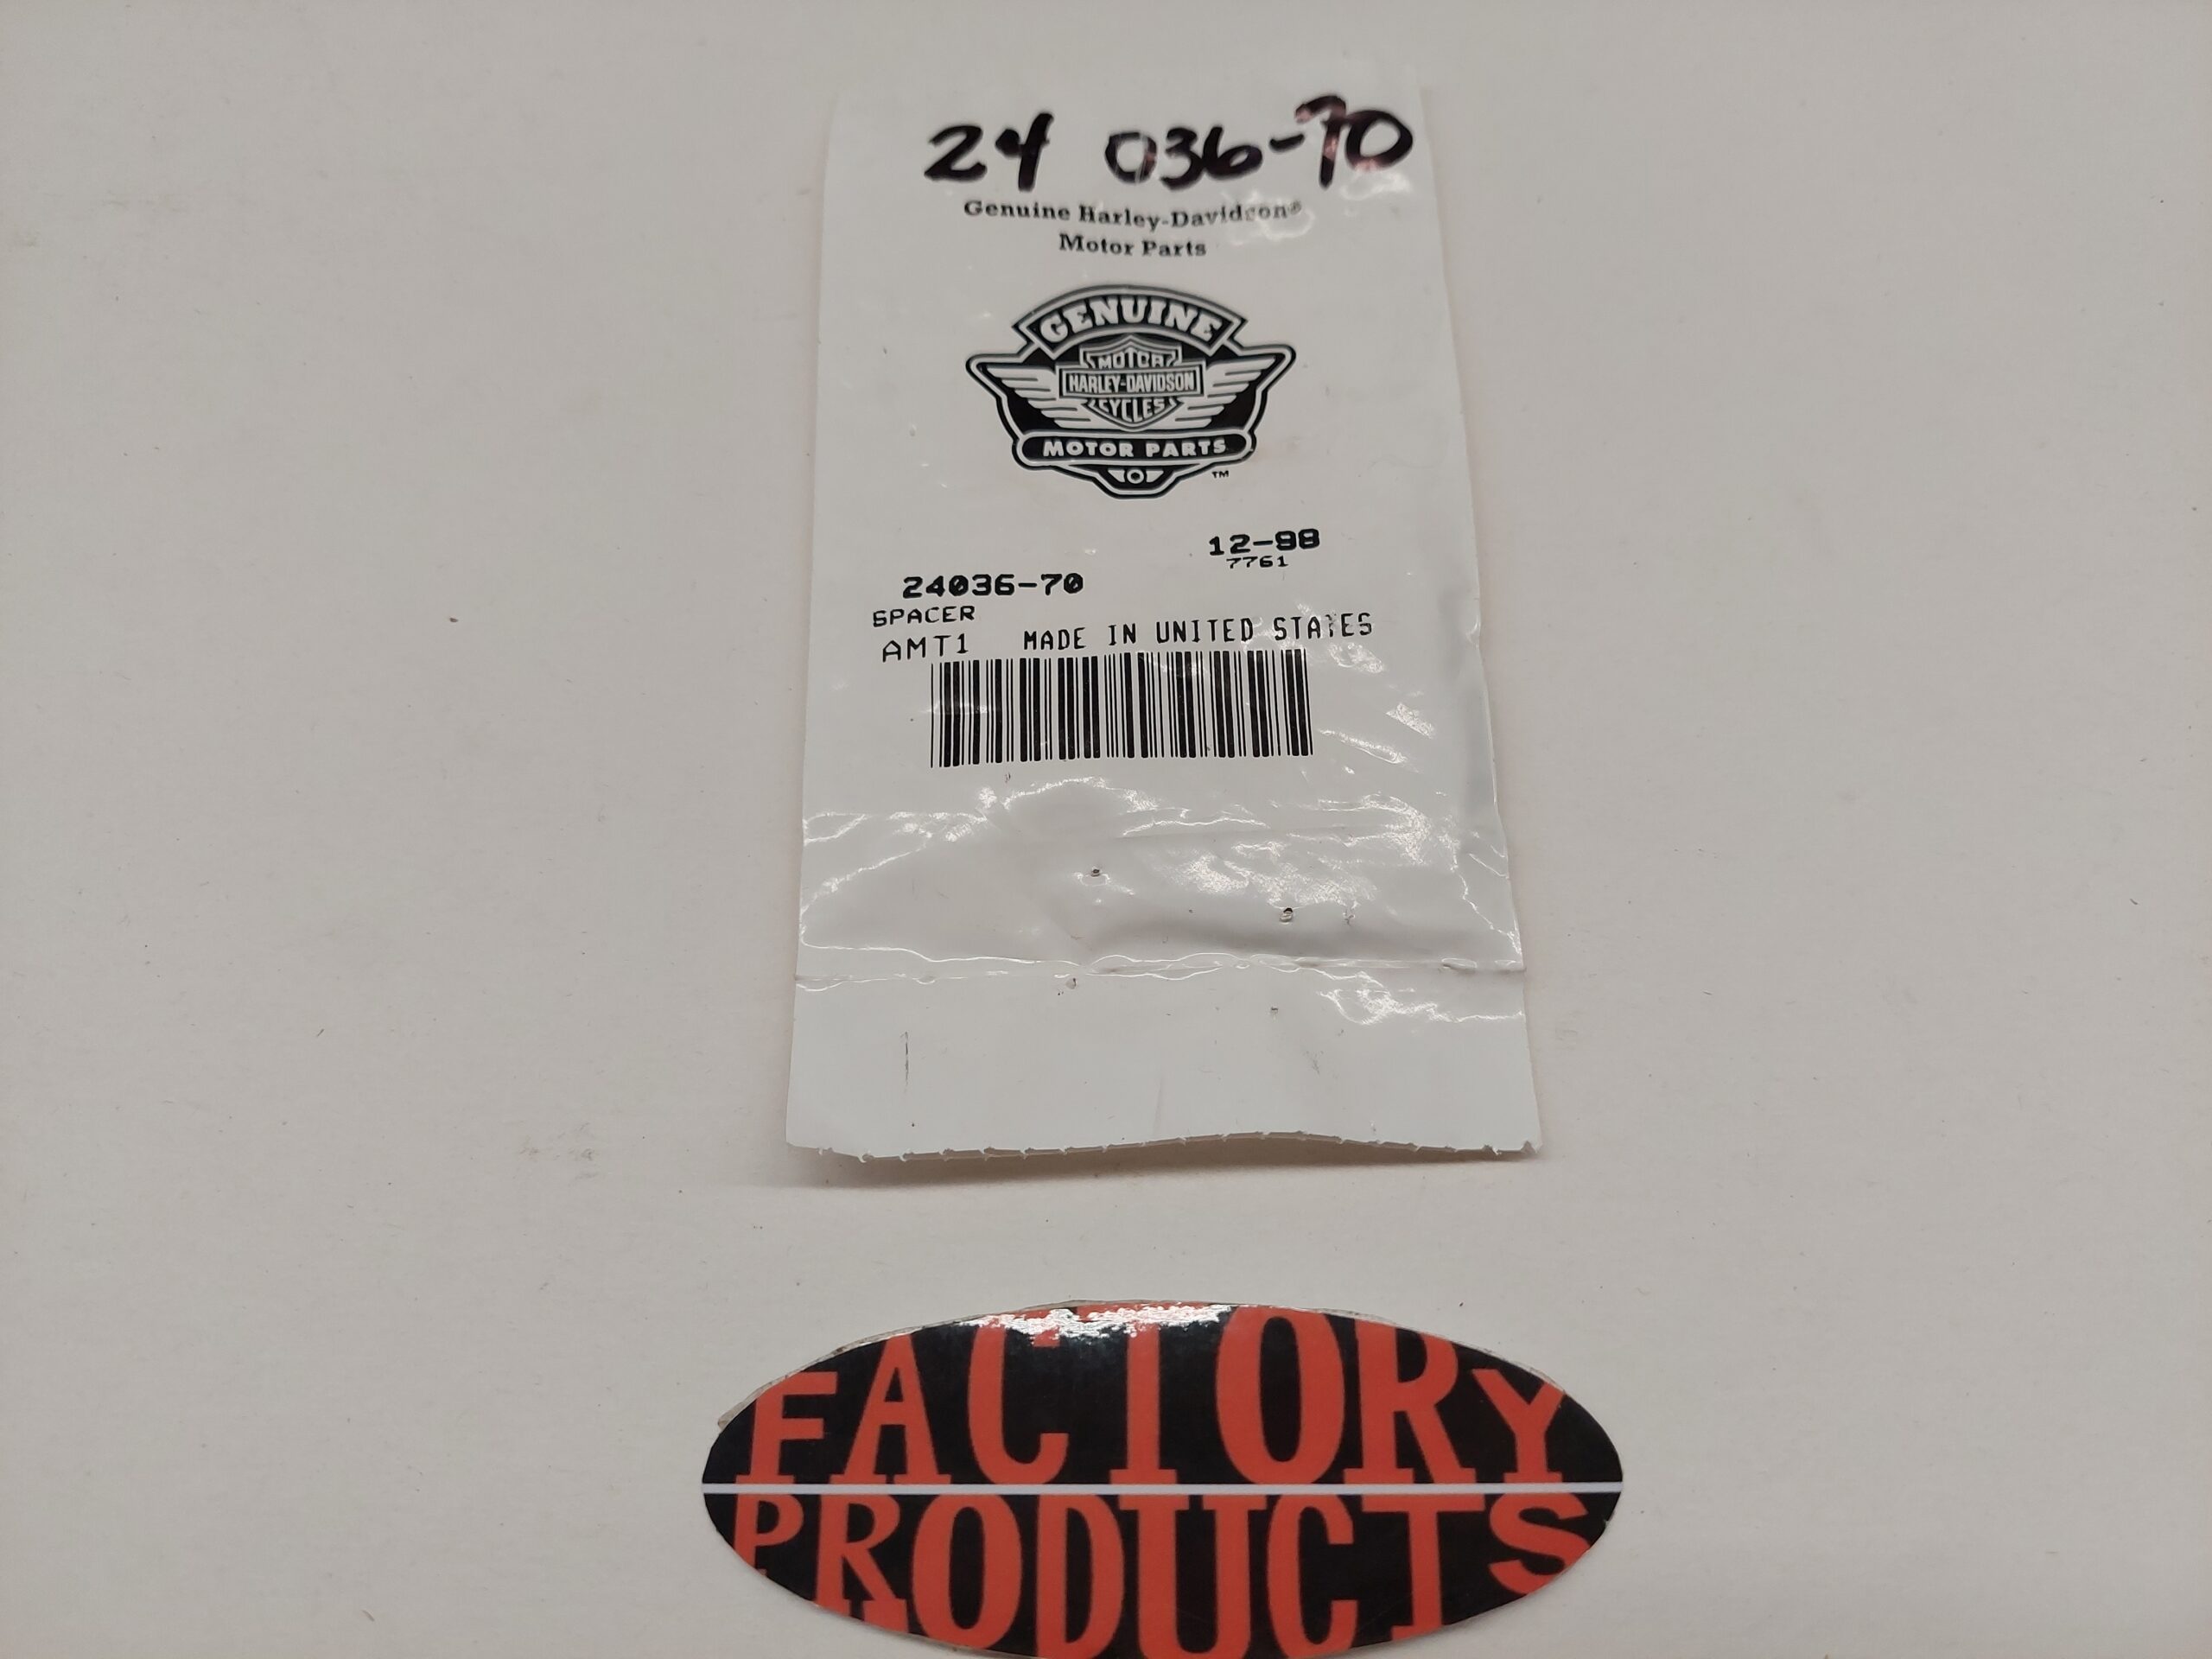 24 036-70
Genuine Harley-Davidson®
Motor Parts
GENUINE
MOTOR
HARLEY-DAVIDSON
CYCLES
MOTOR PARTS
TM
12-98
7761
24036-70
SPACER
AMT1 MADE IN UNITED STATES
FACTORY
PRODUCTS